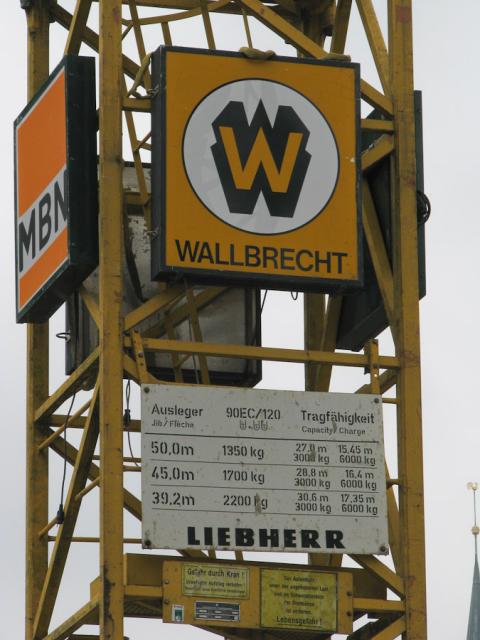 MBN
W
WALLBRECHT
Ausleger 90EC/120 Tragfähigkeit
Jib/Flèche Capacity/Charge
50,0m 1350 kg 27,0 m 15,45 m
3000 kg 6000 kg
45,0m 1700 kg 28,8 m 16,4 m
3000 kg 6000 kg
39,2m 2200 kg 30,6 m 17,35 m
3000 kg 6000 kg
LIEBHERR
Gefahr durch Kran!
Lebensgefahr!